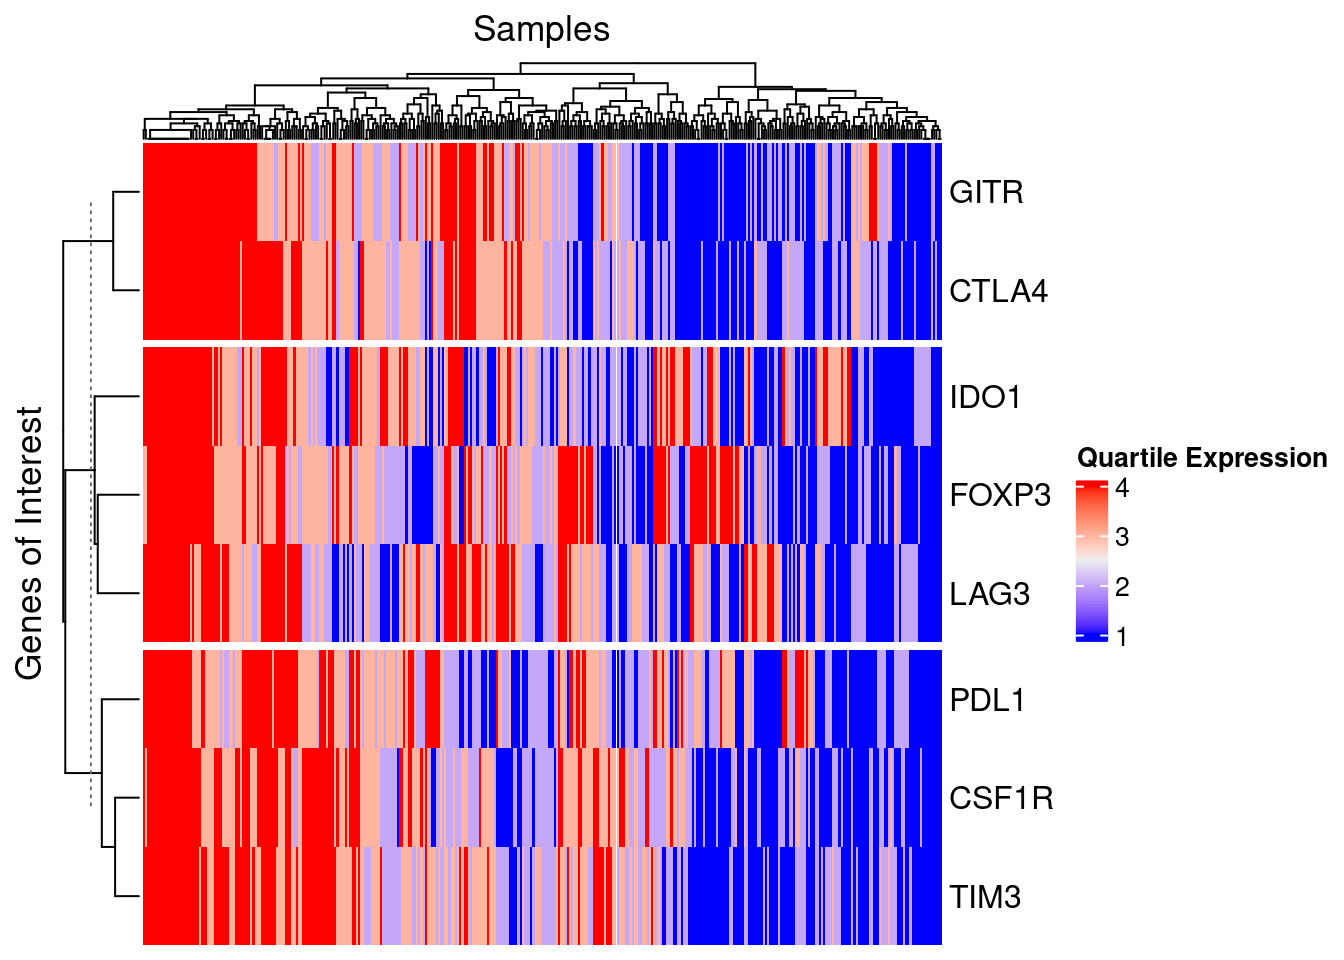 Samples
GITR
CTLA4
IDO1
FOXP3
LAG3
PDL1
CSF1R
TIM3
Genes of Interest
Quartile Expression
4
3
2
1